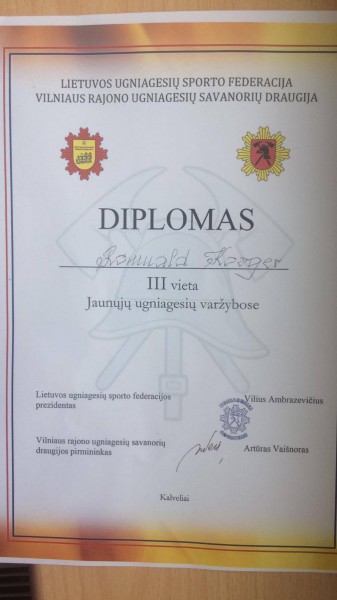 LIETUVOS UGNIAGESIŲ SPORTO FEDERACIJA
VILNIAUS RAJONO UGNIAGESIŲ SAVANORIŲ DRAUGIJA
DIPLOMAS
Romuald
III vieta
Jaunųjų ugniagesių varžybose
Lietuvos ugniagesių sporto federacijos
prezidentas
Vilius Ambrazevičius
Vilniaus rajono ugniagesių savanorių
draugijos pirmininkas
Artūras Vaišnoras
Kalveliai